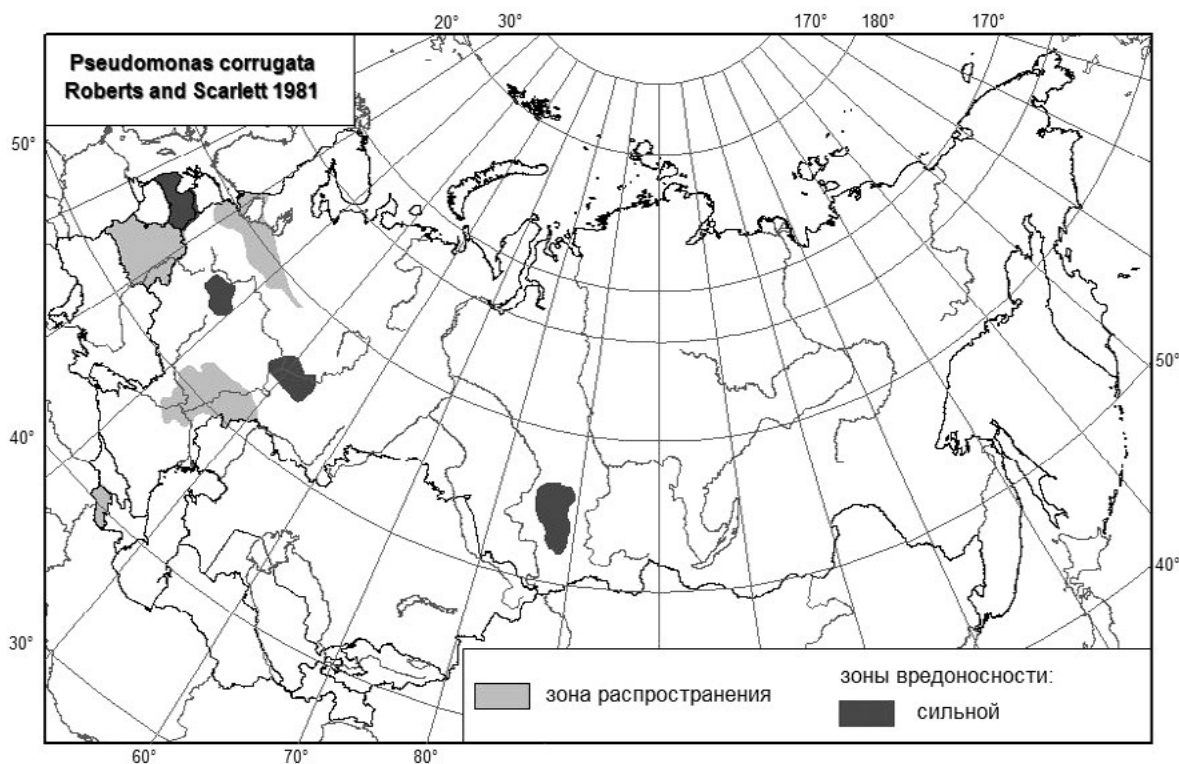 20° 30° 170° 180° 170°
Pseudomonas corrugata
Roberts and Scarlett 1981
50°
50°
40°
40°
30°
зона распространения
зоны вредоносности:
сильной
60° 70° 80°